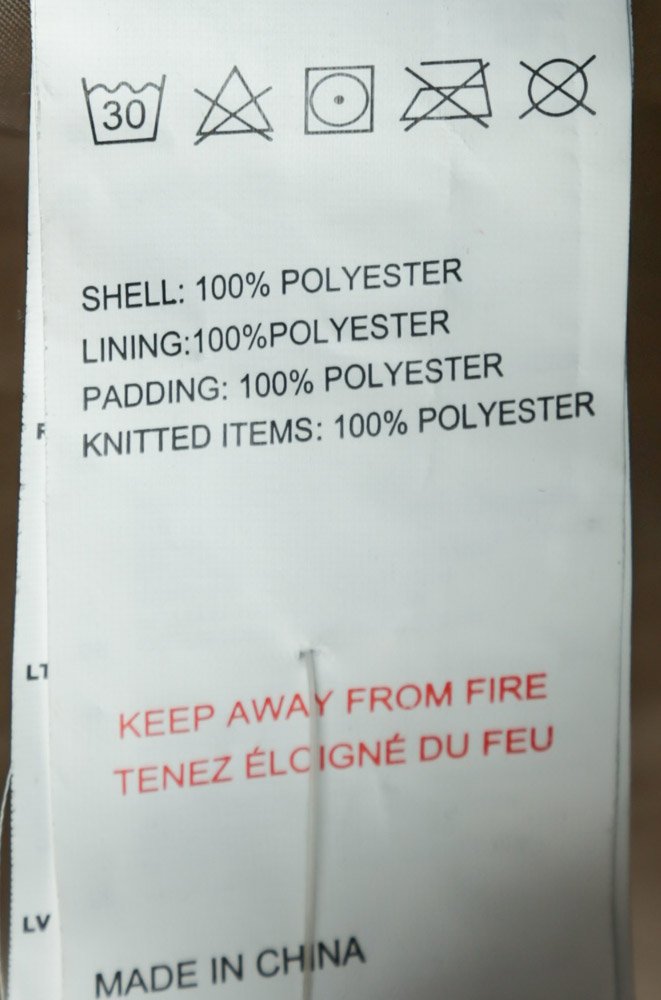 30
SHELL: 100% POLYESTER
LINING:100%POLYESTER
PADDING: 100% POLYESTER
KNITTED ITEMS: 100% POLYESTER
KEEP AWAY FROM FIRE
TENEZ ÉLOIGNÉ DU FEU
MADE IN CHINA
LV